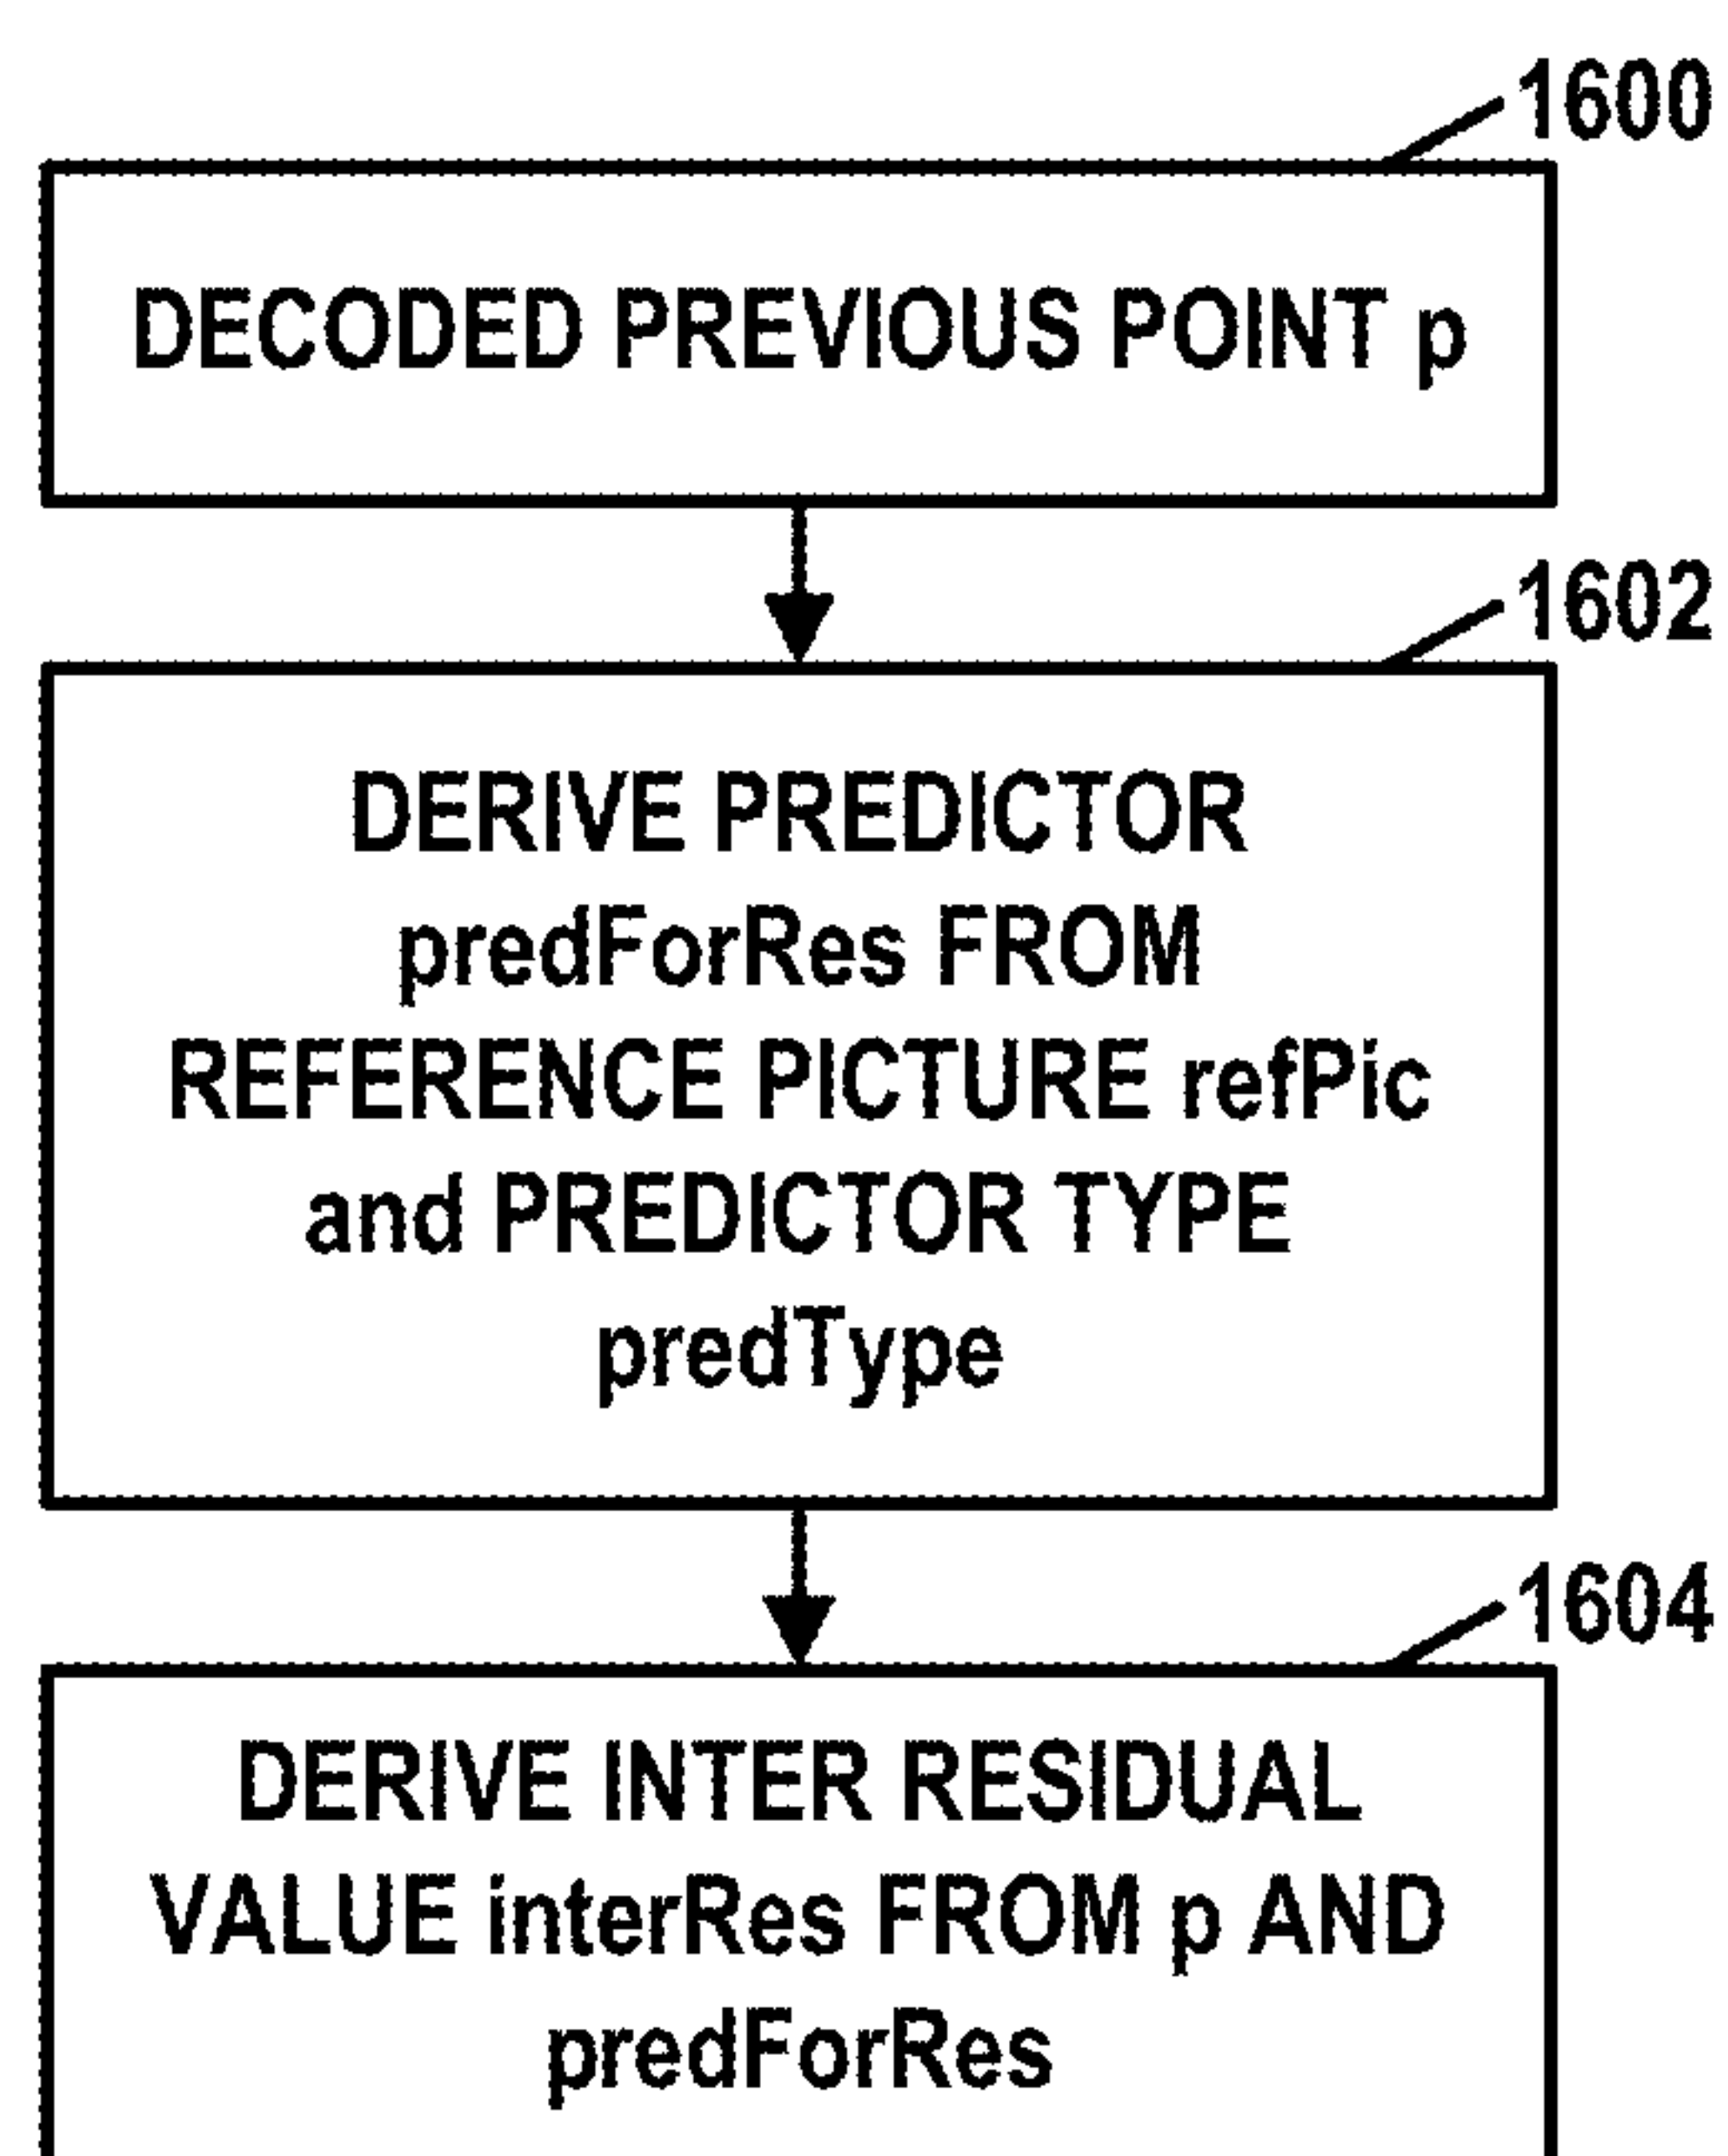 1600
DECODED PREVIOUS POINT p
1602
DERIVE PREDICTOR
predForRes FROM
REFERENCE PICTURE refPic
and PREDICTOR TYPE
predType
1604
DERIVE INTER RESIDUAL
VALUE interRes FROM p AND
predForRes